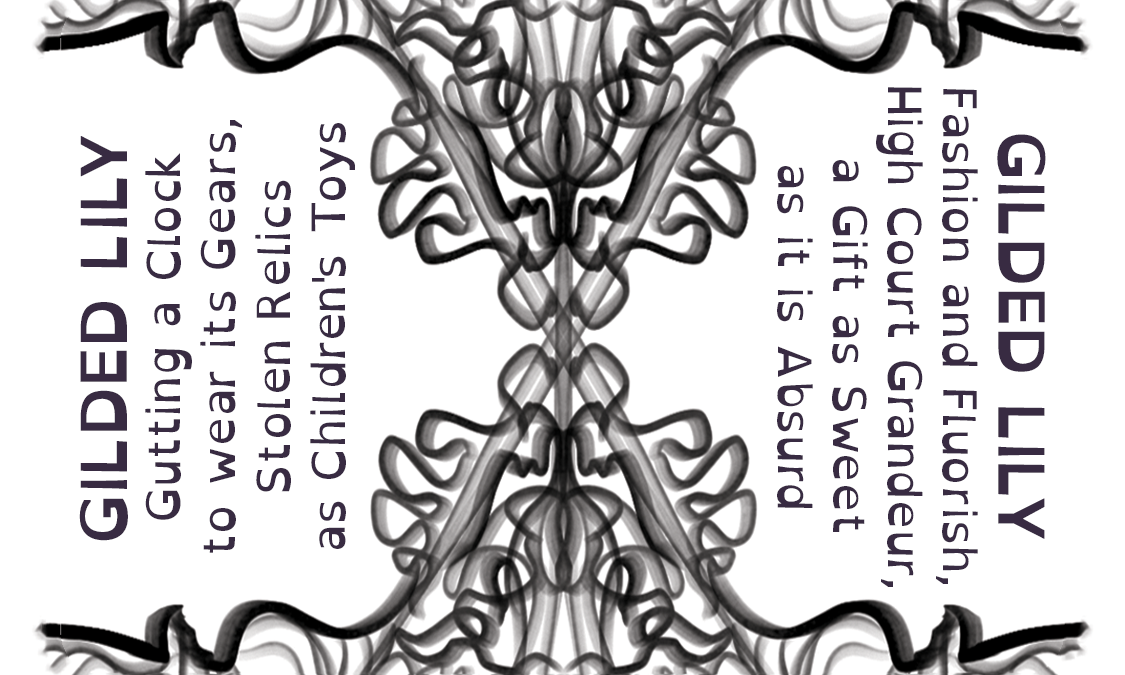 GILDED LILY
Gutting a Clock
to wear its Gears,
Stolen Relics
as Children's Toys
GILDED LILY
Fashion and Fluorish,
High Court Grandeur,
a Gift as Sweet
as it is Absurd